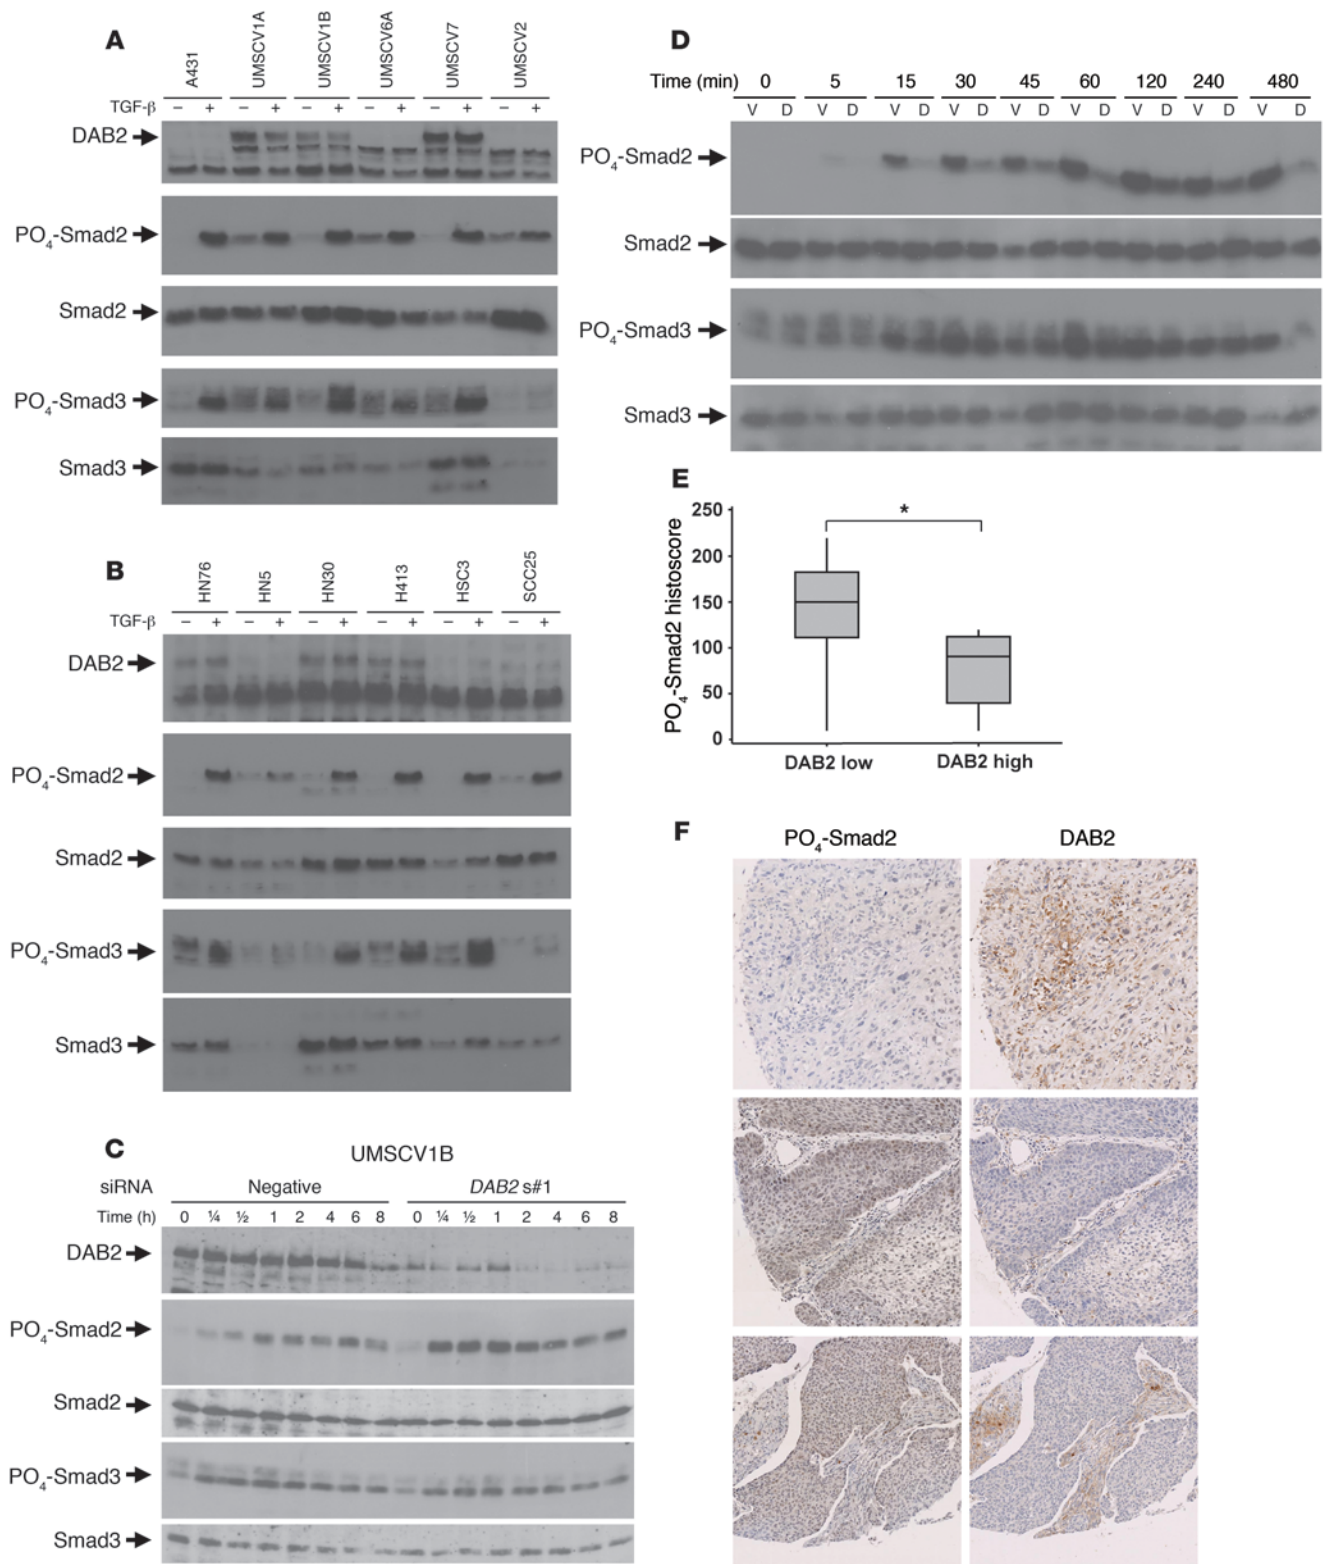 A
A431
UMSCV1A
UMSCV1B
UMSCV6A
UMSCV7
UMSCV2
TGF-β – + – + – + – + – + – +
DAB2
PO4-Smad2
Smad2
PO4-Smad3
Smad3
B
HN76
HN5
HN30
H413
HSC3
SCC25
TGF-β – + – + – + – + – + – +
DAB2
PO4-Smad2
Smad2
PO4-Smad3
Smad3
C
UMSCV1B
siRNA Negative DAB2 s#1
Time (h) 0 ¼ ½ 1 2 4 6 8 0 ¼ ½ 1 2 4 6 8
DAB2
PO4-Smad2
Smad2
PO4-Smad3
Smad3
D
Time (min) 0 5 15 30 45 60 120 240 480
V D V D V D V D V D V D V D V D V D
PO4-Smad2
Smad2
PO4-Smad3
Smad3
E
PO4-Smad2 histoscore
250
200
150
100
50
0
*
DAB2 low DAB2 high
F
PO4-Smad2 DAB2